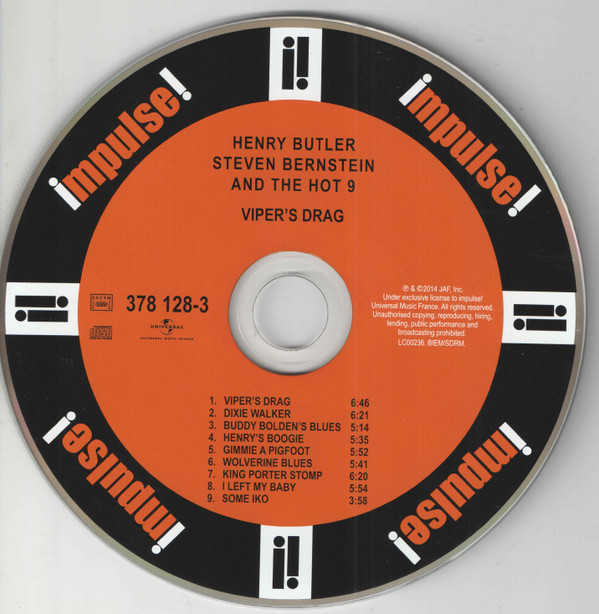 impulse!
impulse!
HENRY BUTLER
STEVEN BERNSTEIN
AND THE HOT 9
VIPER'S DRAG
SACEM
378 128-3
UNIVERSAL
UNIVERSAL MUSIC FRANCE
℗ & ©2014 JAF, Inc.
Under exclusive license to impulse!
Universal Music France. All rights reserved.
Unauthorised copying, reproducing, hiring,
lending, public performance and
broadcasting prohibited.
LC00236. BIEM/SDRM.
1. VIPER'S DRAG 6:46
2. DIXIE WALKER 6:21
3. BUDDY BOLDEN'S BLUES 5:14
4. HENRY'S BOOGIE 5:35
5. GIMMIE A PIGFOOT 5:52
6. WOLVERINE BLUES 5:41
7. KING PORTER STOMP 6:20
8. I LEFT MY BABY 5:54
9. SOME IKO 3:58
impulse!
impulse!